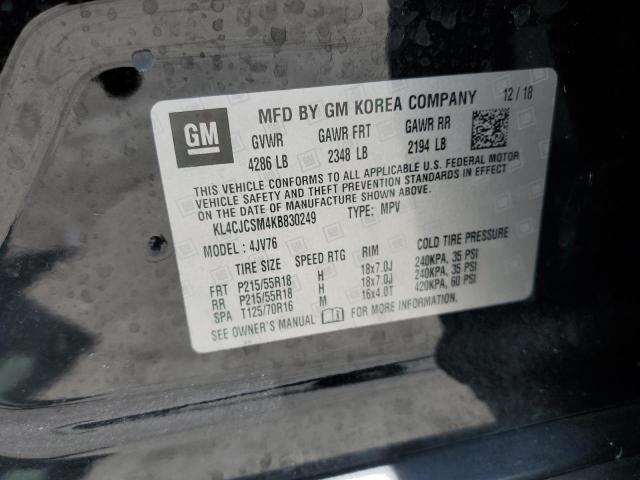 GM
MFD BY GM KOREA COMPANY 12 / 18
GVWR GAWR FRT GAWR RR
4286 LB 2348 LB 2194 LB
THIS VEHICLE CONFORMS TO ALL APPLICABLE U.S. FEDERAL MOTOR
VEHICLE SAFETY AND THEFT PREVENTION STANDARDS IN EFFECT
ON DATE OF MANUFACTURE SHOWN ABOVE.
KL4CJCSM4KB830249 TYPE: MPV
MODEL : 4JV76
TIRE SIZE SPEED RTG RIM COLD TIRE PRESSURE
FRT P215/55R18 H 18x7.0J 240KPA, 35 PSI
RR P215/55R18 H 18x7.0J 240KPA, 35 PSI
SPA T125/70R16 M 16x4.0T 420KPA, 60 PSI
SEE OWNER'S MANUAL FOR MORE INFORMATION